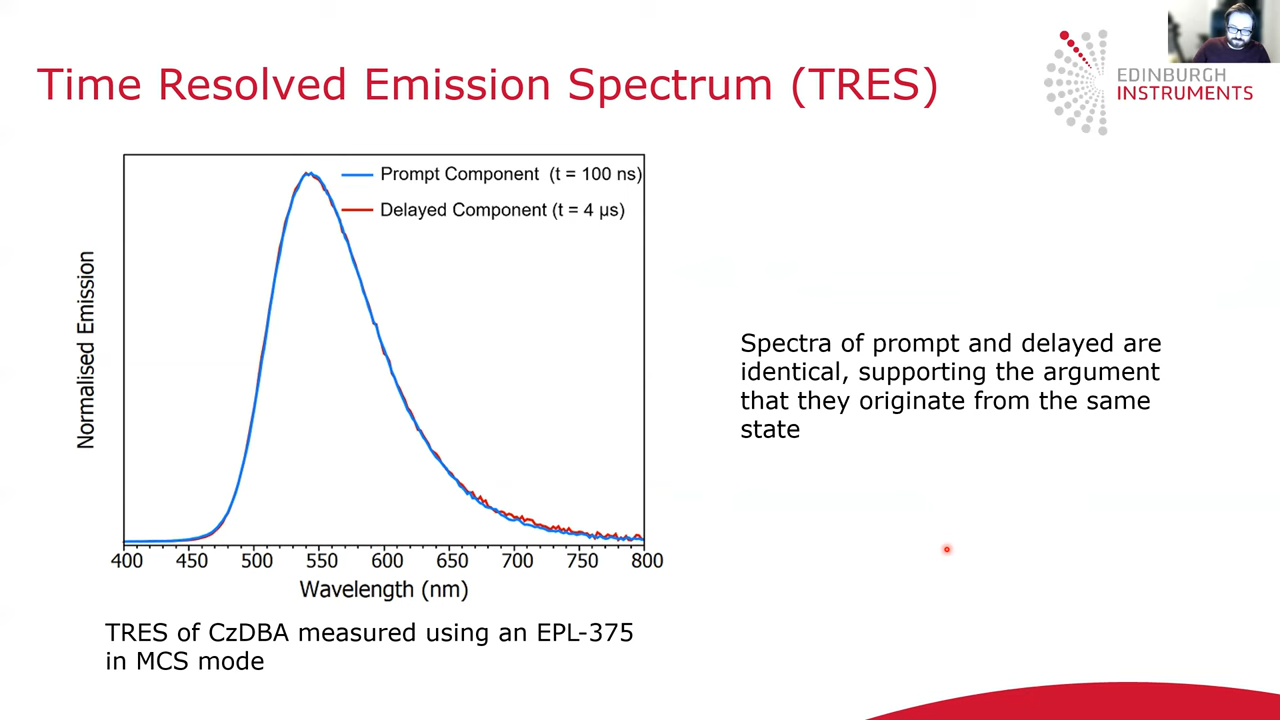 Time Resolved Emission Spectrum (TRES)
EDINBURGH
INSTRUMENTS
Prompt Component (t = 100 ns)
Delayed Component (t = 4 µs)
Normalised Emission
400 450 500 550 600 650 700 750 800
Wavelength (nm)
TRES of CzDBA measured using an EPL-375
in MCS mode
Spectra of prompt and delayed are
identical, supporting the argument
that they originate from the same
state